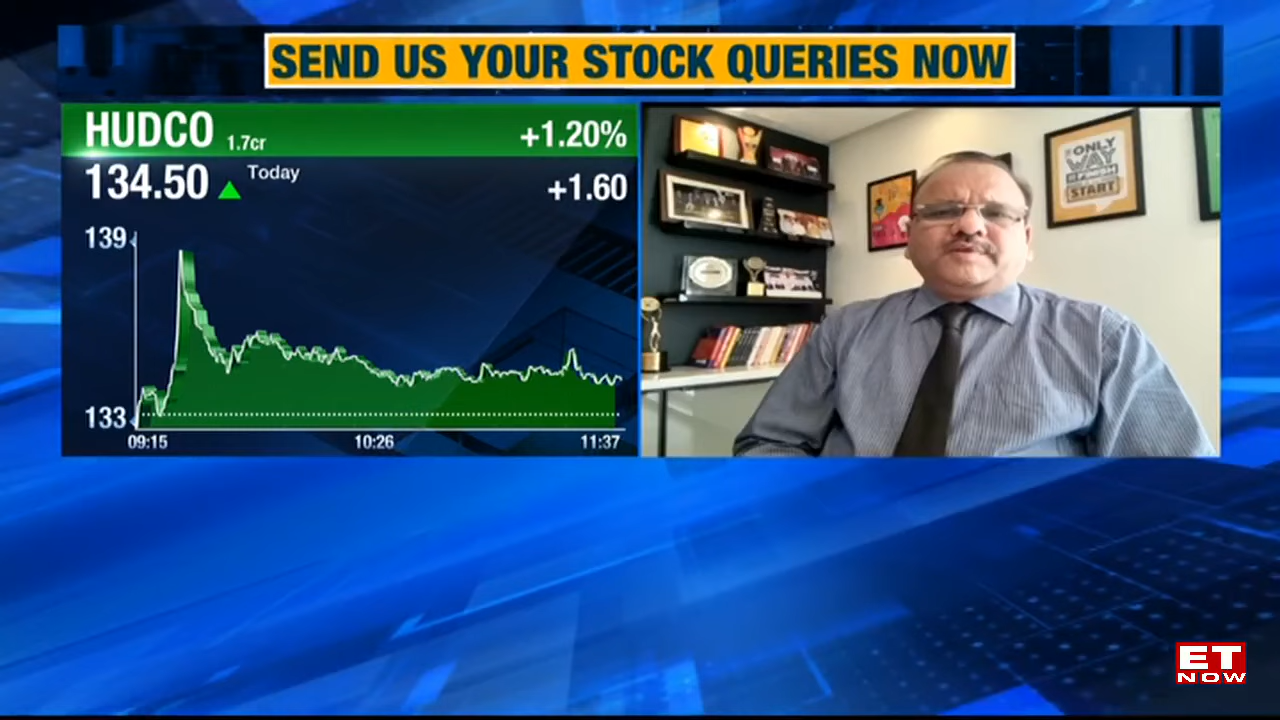 SEND US YOUR STOCK QUERIES NOW
HUDCO 1.7cr +1.20%
134.50 Today +1.60
139
133
09:15 10:26 11:37
ONLY
WAY
START
ET
NOW